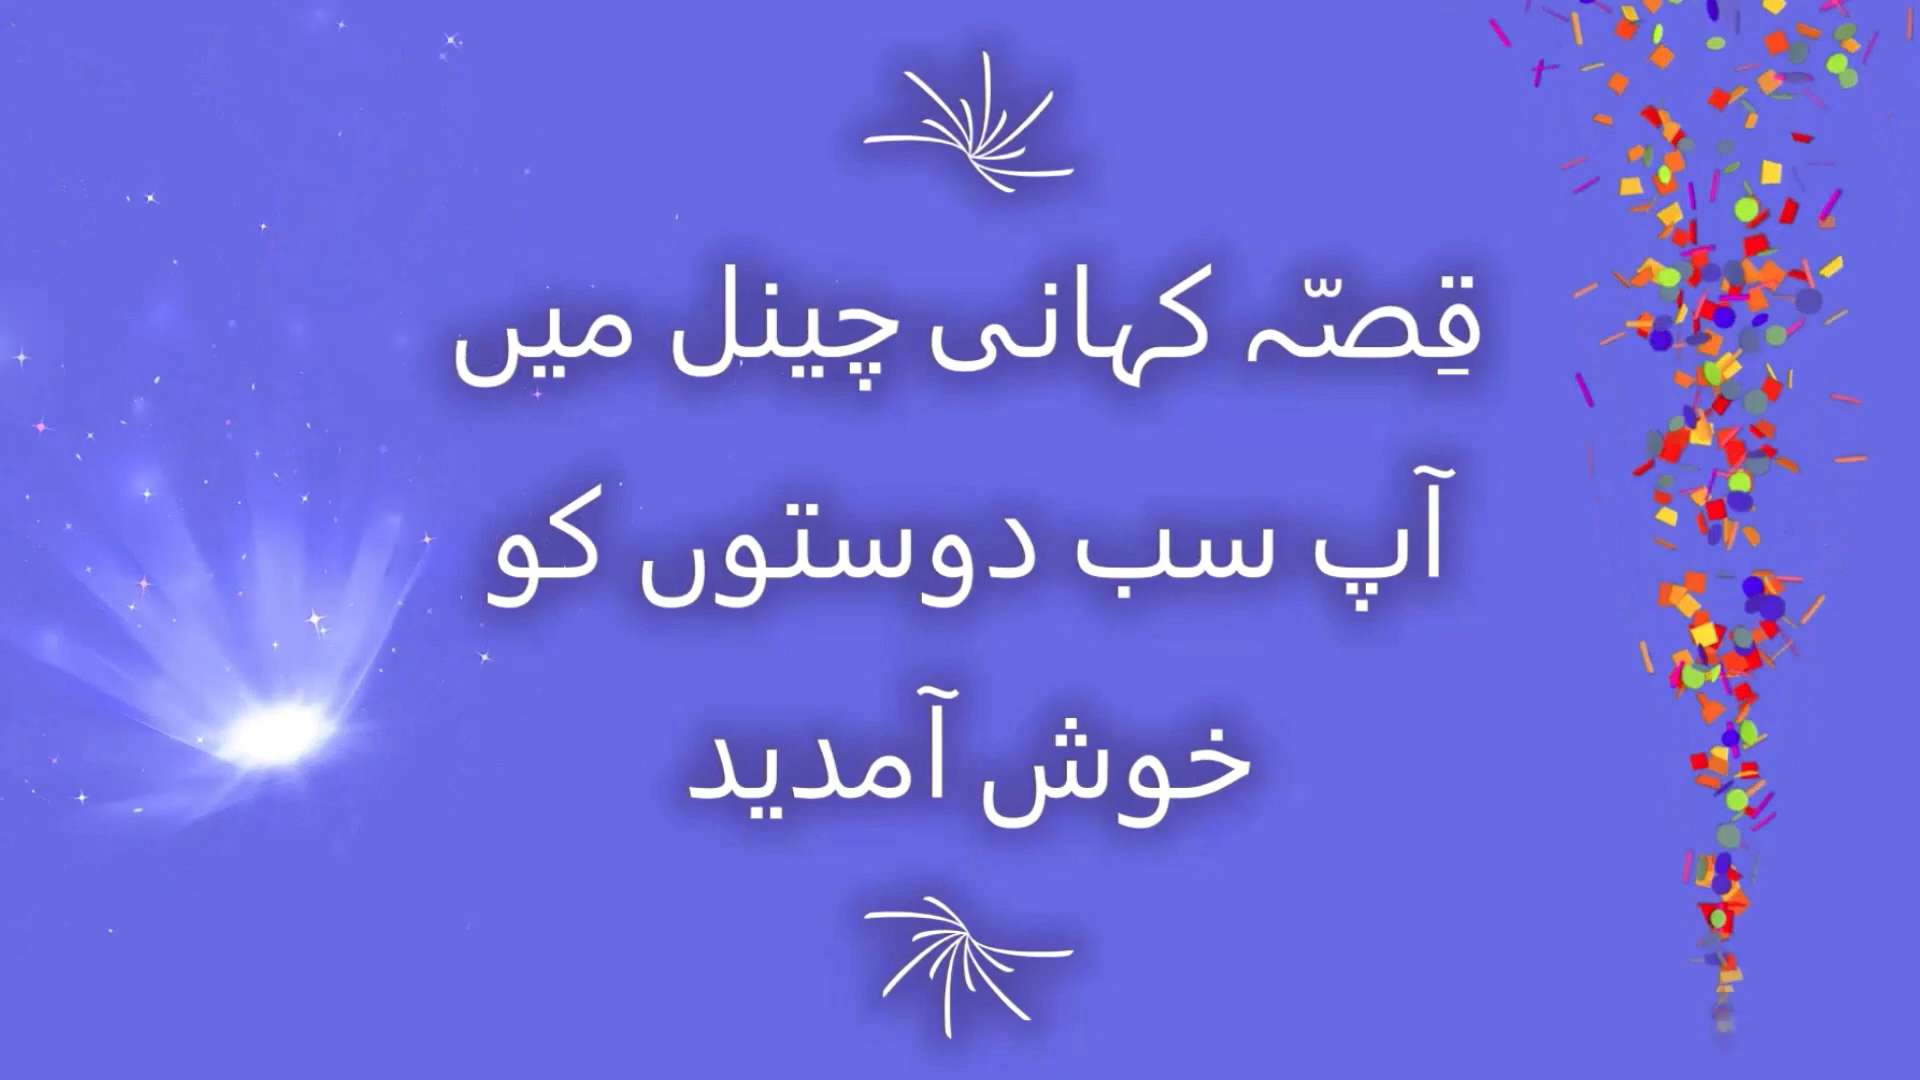 قِصّہ کہانی چینل میں
آپ سب دوستوں کو
خوش آمدید